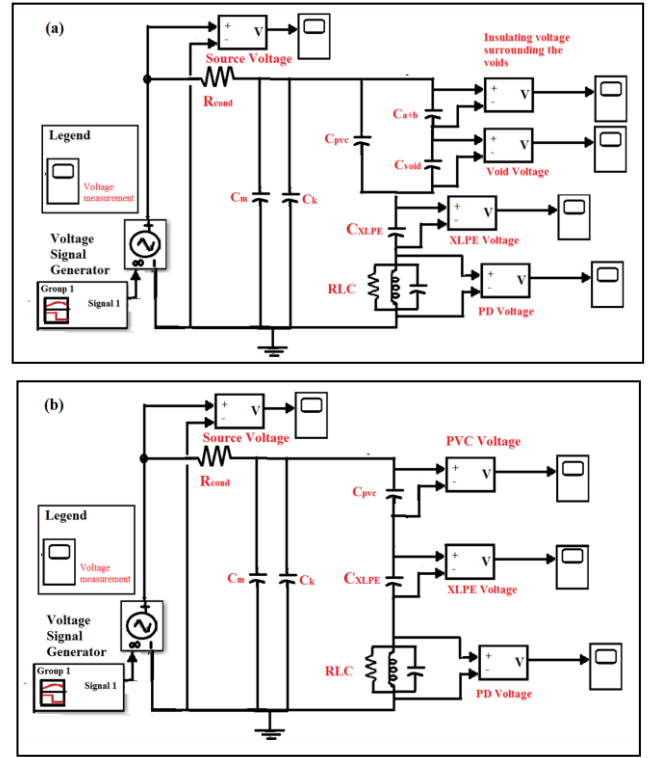 (a)
+
-
V
Source Voltage
Rcond
Insulating voltage
surrounding the
voids
+
-
V
Ca+b
Cpvc
+
-
V
Cvoid
Void Voltage
Legend
Voltage
measurement
Cm
Ck
CXLPE
+
-
V
XLPE Voltage
Voltage
Signal
Generator
Group 1
Signal 1
RLC
+
-
V
PD Voltage
(b)
+
-
V
Source Voltage
Rcond
PVC Voltage
+
-
V
Cpvc
Legend
Voltage
measurement
Cm
Ck
CXLPE
+
-
V
XLPE Voltage
Voltage
Signal
Generator
Group 1
Signal 1
RLC
+
-
V
PD Voltage